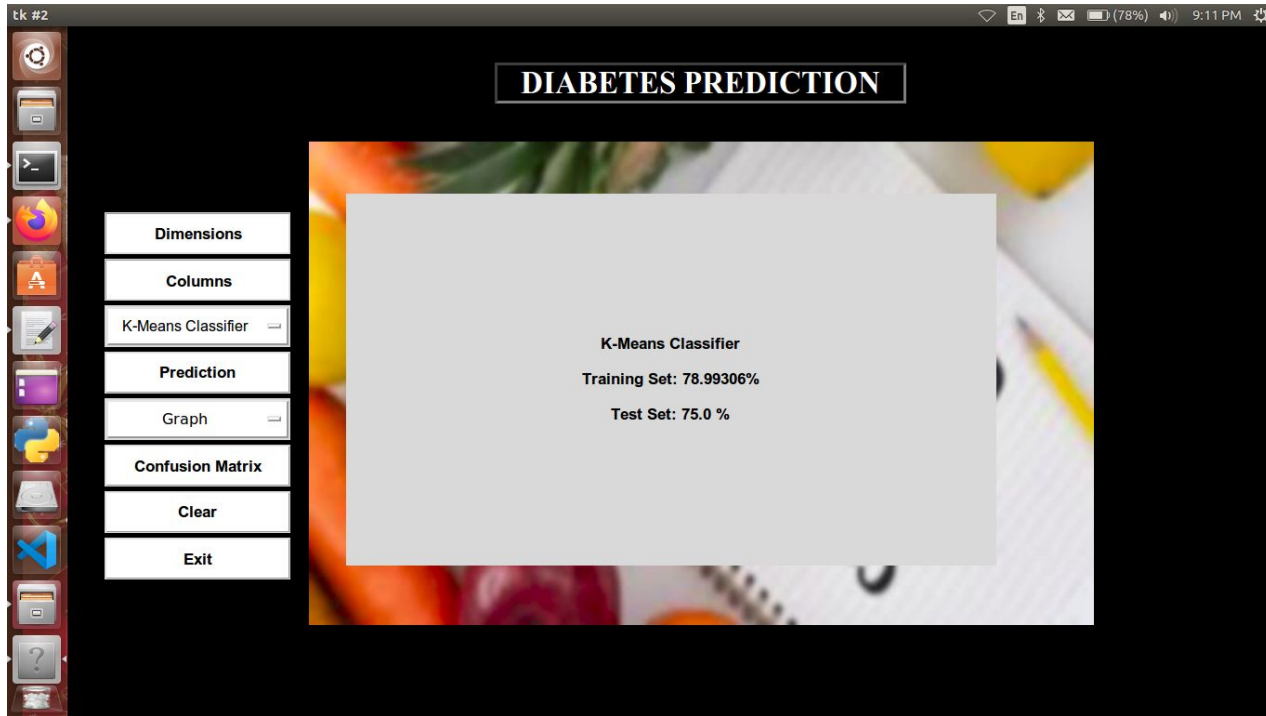 tk #2
En
(78%)
9:11 PM
DIABETES PREDICTION
Dimensions
Columns
K-Means Classifier
Prediction
Graph
Confusion Matrix
Clear
Exit
K-Means Classifier
Training Set: 78.99306%
Test Set: 75.0 %